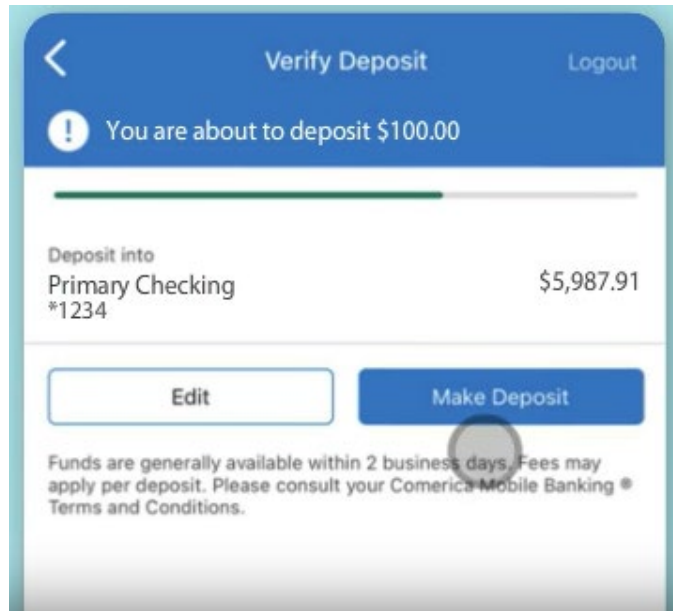 Verify Deposit
Logout
!
You are about to deposit $100.00
Deposit into
Primary Checking
$5,987.91
*1234
Edit
Make Deposit
Funds are generally available within 2 business days. Fees may
apply per deposit. Please consult your Comerica Mobile Banking ®
Terms and Conditions.